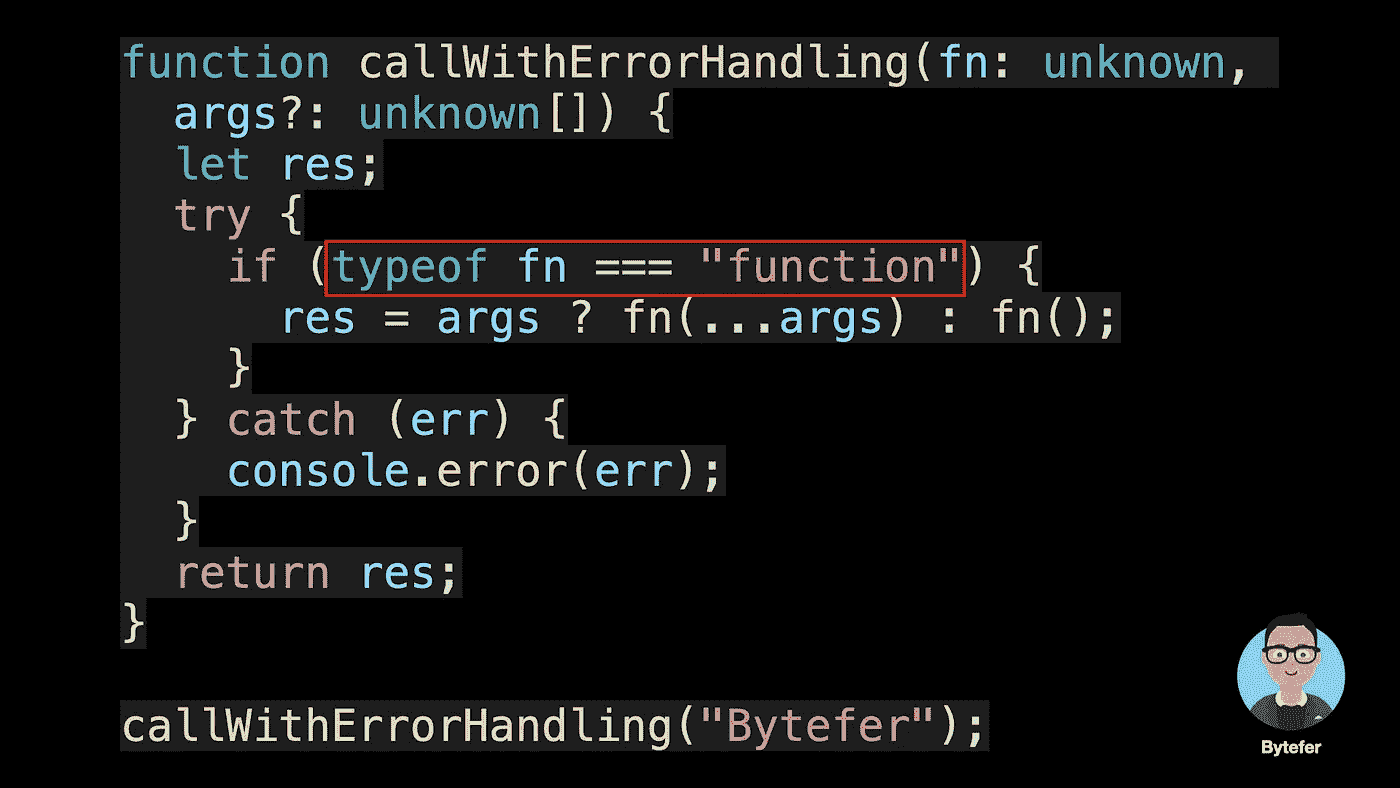 function callWithErrorHandling(fn: unknown,
  args?: unknown[]) {
  let res;
  try {
    if (typeof fn === "function") {
      res = args ? fn(...args) : fn();
    }
  } catch (err) {
    console.error(err);
  }
  return res;
}
callWithErrorHandling("Bytefer");
Bytefer